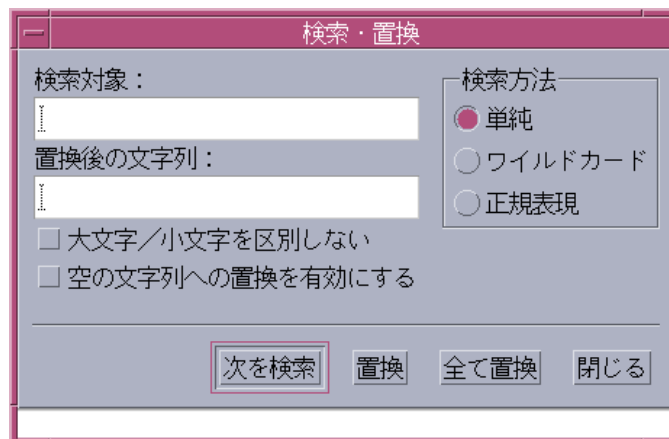 検索・置換
検索対象：
置換後の文字列：
大文字／小文字を区別しない
空の文字列への置換を有効にする
検索方法
単純
ワイルドカード
正規表現
次を検索
置換
全て置換
閉じる